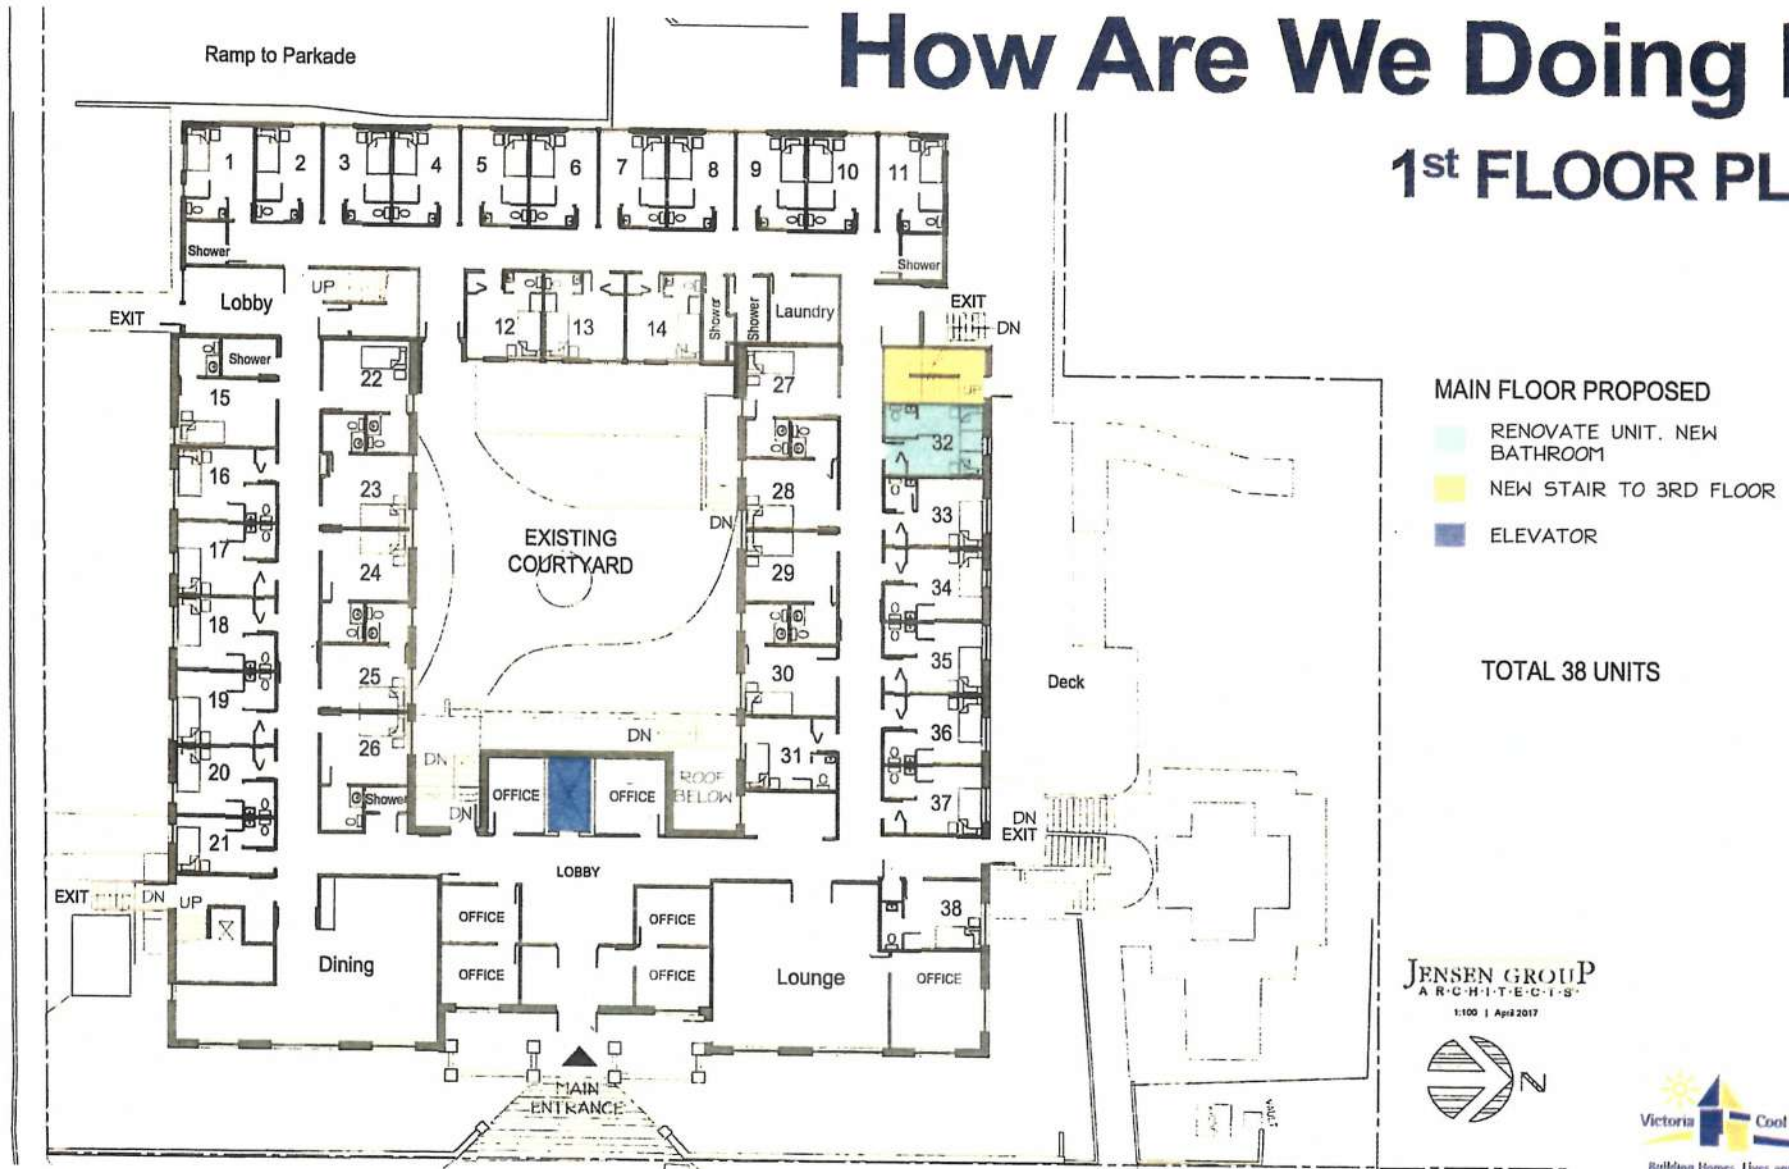 How Are We Doing
1st FLOOR PL
Ramp to Parkade
1
2
3
4
5
6
7
8
9
10
11
Shower
Shower
Lobby
UP
12
13
14
Shower
Shower
Laundry
EXIT
DN
EXIT
Shower
15
22
27
UP
32
16
23
28
33
DN
17
24
EXISTING
COURTYARD
29
34
18
25
30
35
19
26
DN
31
36
20
DN
OFFICE
OFFICE
ROOF
BELOW
37
Shower
DN
21
Deck
DN
EXIT
LOBBY
EXIT
DN
UP
OFFICE
OFFICE
38
Dining
OFFICE
OFFICE
Lounge
OFFICE
MAIN
ENTRANCE
MAIN FLOOR PROPOSED
RENOVATE UNIT. NEW
BATHROOM
NEW STAIR TO 3RD FLOOR
ELEVATOR
TOTAL 38 UNITS
JENSEN GROUP
A·R·C·H·I·T·E·C·T·S
1:100 | April 2017
N
Victoria Cool
Building Homes, Lives